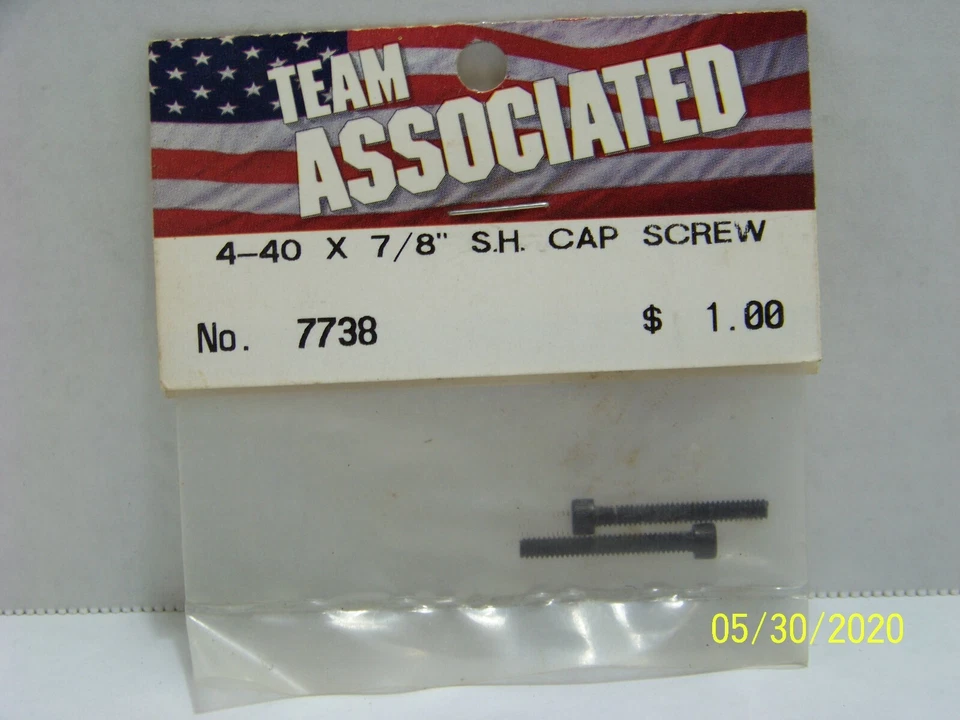 TEAM
ASSOCIATED
4-40 X 7/8" S.H. CAP SCREW
No. 7738 $ 1.00
05/30/2020